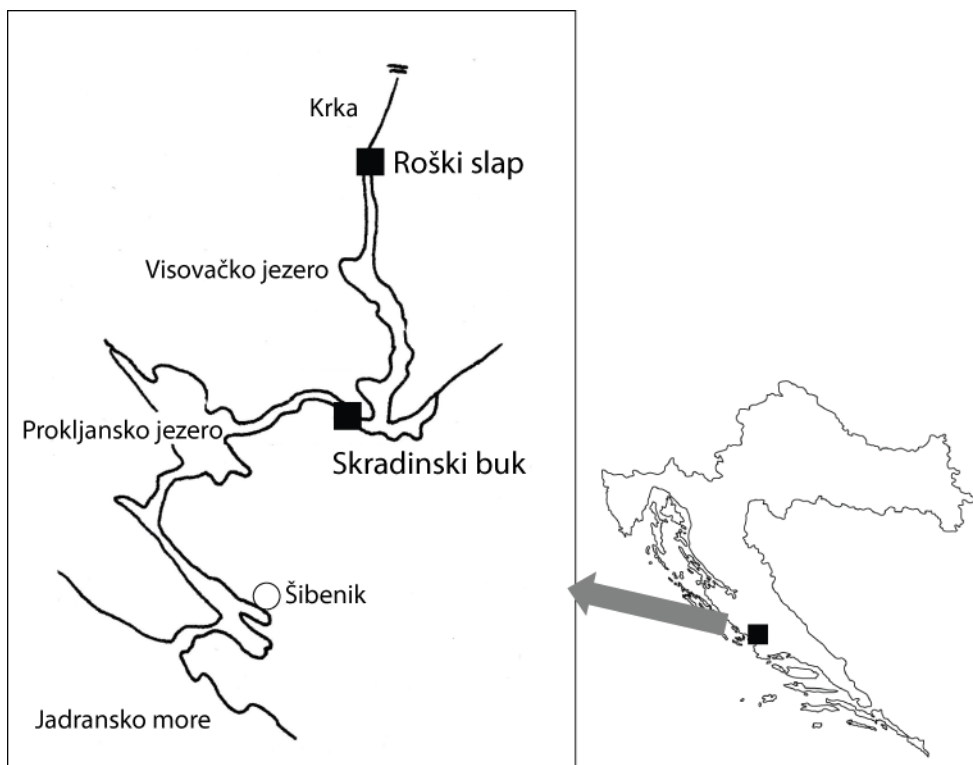 Krka
Roški slap
Visovačko jezero
Prokljansko jezero
Skradinski buk
Šibenik
Jadransko more